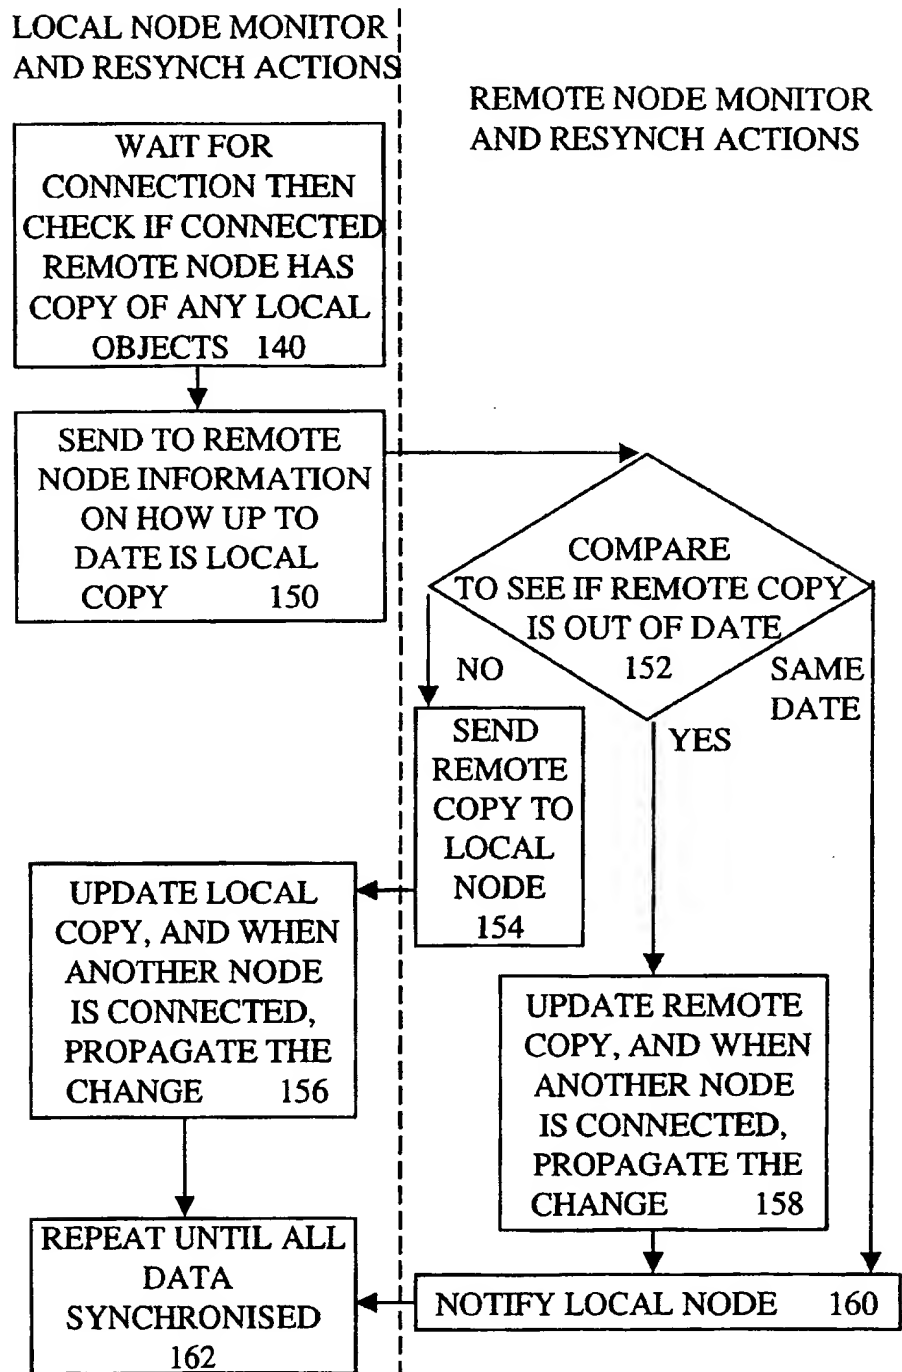 LOCAL NODE MONITOR
AND RESYNCH ACTIONS
REMOTE NODE MONITOR
AND RESYNCH ACTIONS
WAIT FOR
CONNECTION THEN
CHECK IF CONNECTED
REMOTE NODE HAS
COPY OF ANY LOCAL
OBJECTS 140
SEND TO REMOTE
NODE INFORMATION
ON HOW UP TO
DATE IS LOCAL
COPY 150
COMPARE
TO SEE IF REMOTE COPY
IS OUT OF DATE
152
NO
SAME
DATE
YES
SEND
REMOTE
COPY TO
LOCAL
NODE
154
UPDATE LOCAL
COPY, AND WHEN
ANOTHER NODE
IS CONNECTED,
PROPAGATE THE
CHANGE 156
UPDATE REMOTE
COPY, AND WHEN
ANOTHER NODE
IS CONNECTED,
PROPAGATE THE
CHANGE 158
REPEAT UNTIL ALL
DATA
SYNCHRONISED
162
NOTIFY LOCAL NODE 160